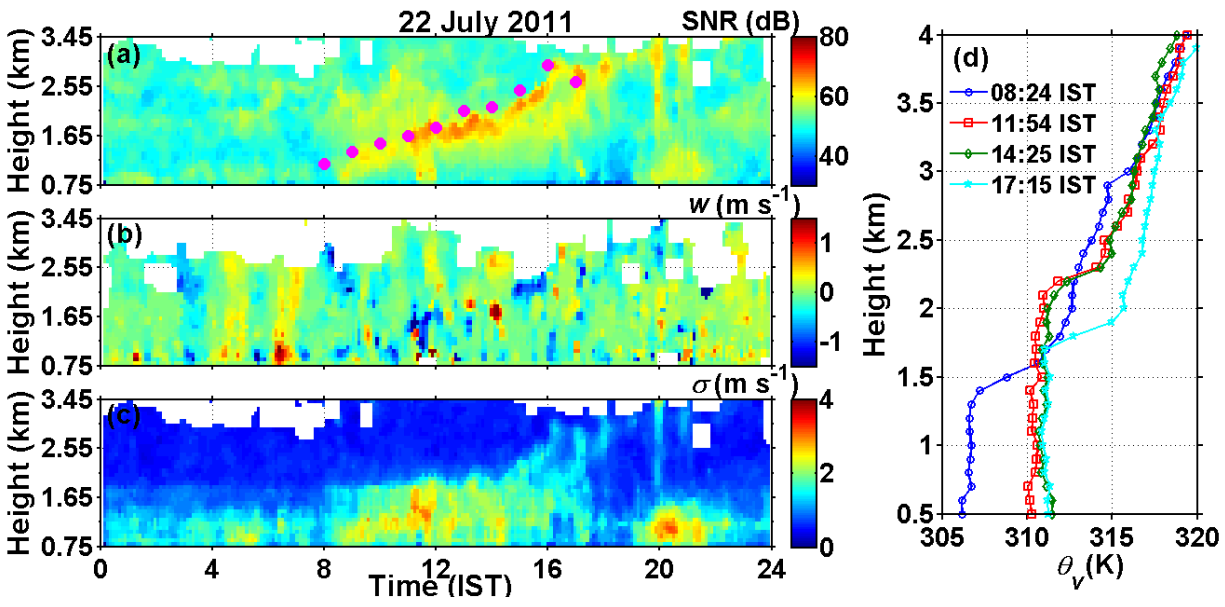 22 July 2011
SNR (dB)
(a)
Height (km)
3.45
2.55
1.65
0.75
80
60
40
w (m s-1)
(b)
Height (km)
3.45
2.55
1.65
0.75
1
0
-1
σ (m s-1)
(c)
Height (km)
3.45
2.55
1.65
0.75
4
2
0
0 4 8 12 16 20 24
Time (IST)
(d)
08:24 IST
11:54 IST
14:25 IST
17:15 IST
Height (km)
4
3.5
3
2.5
2
1.5
1
0.5
305 310 315 320
θv(K)